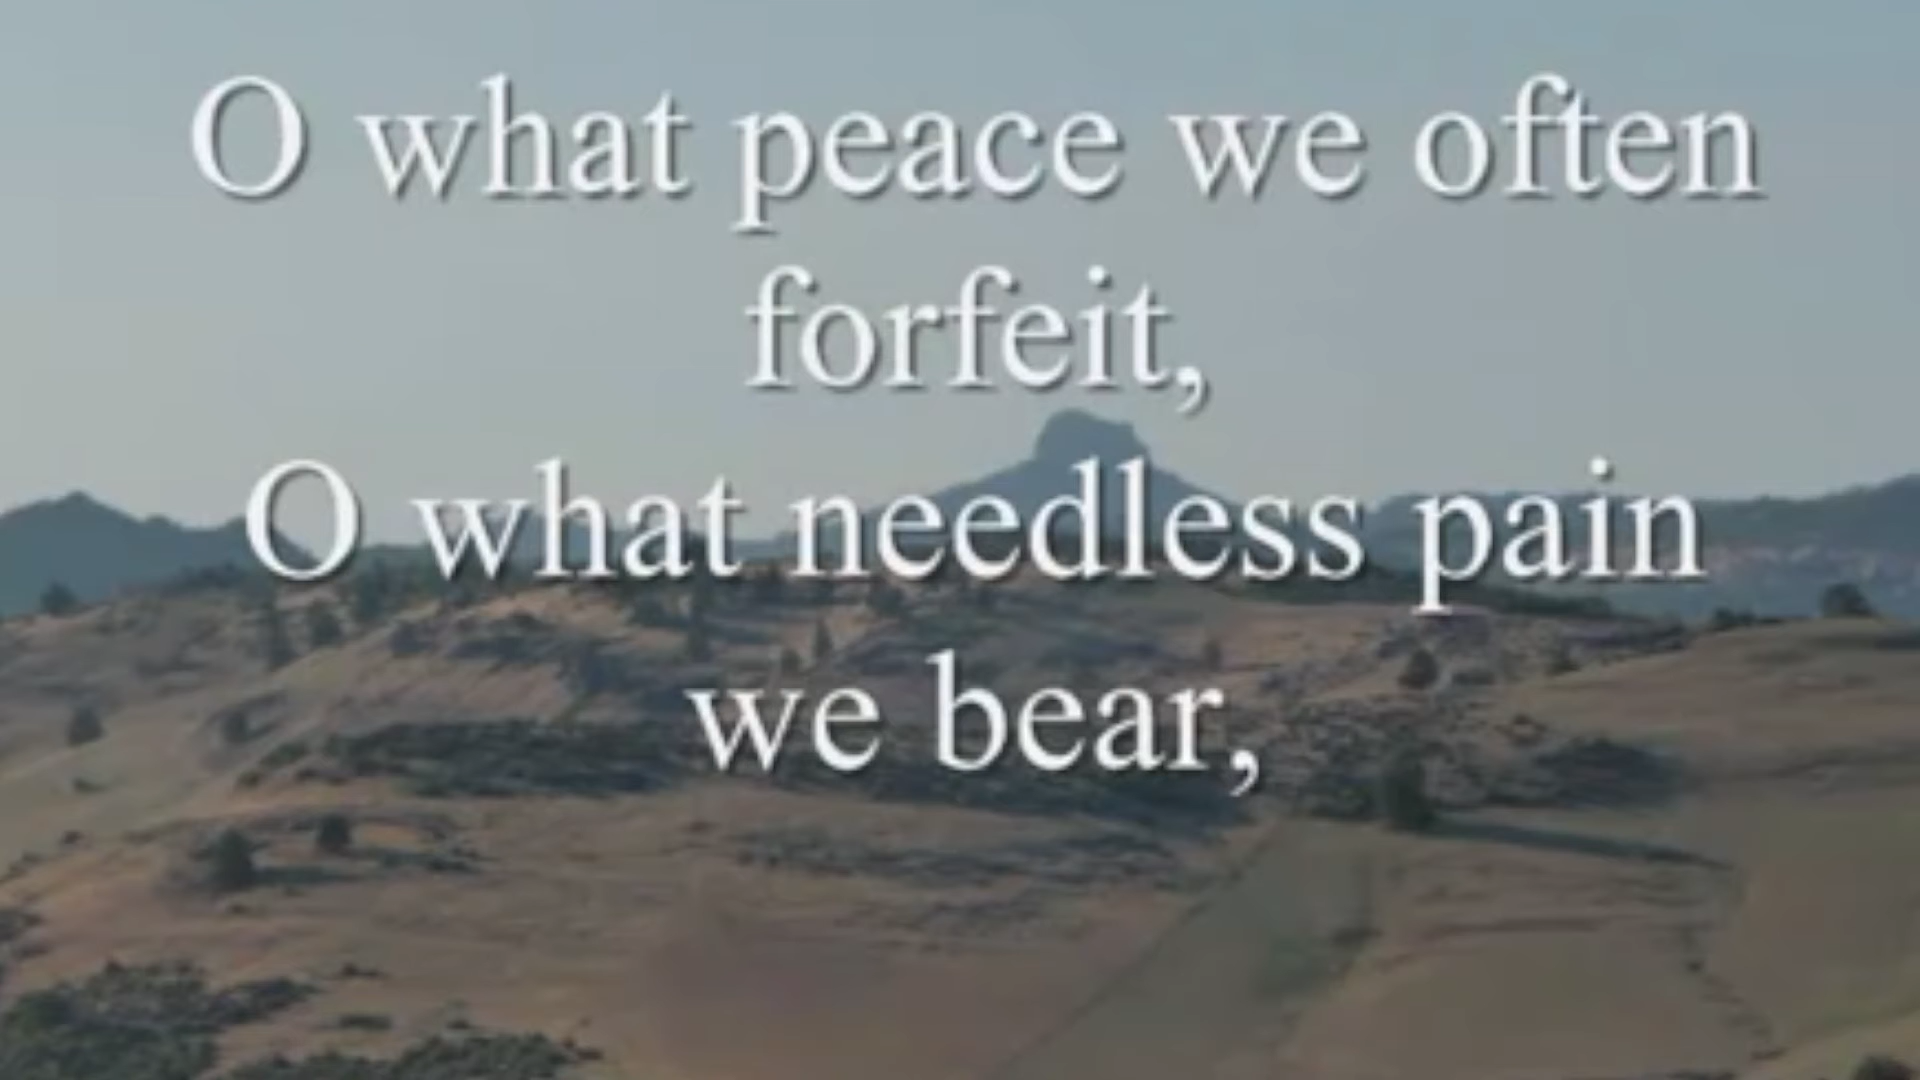 O what peace we often
forfeit,
O what needless pain
we bear,